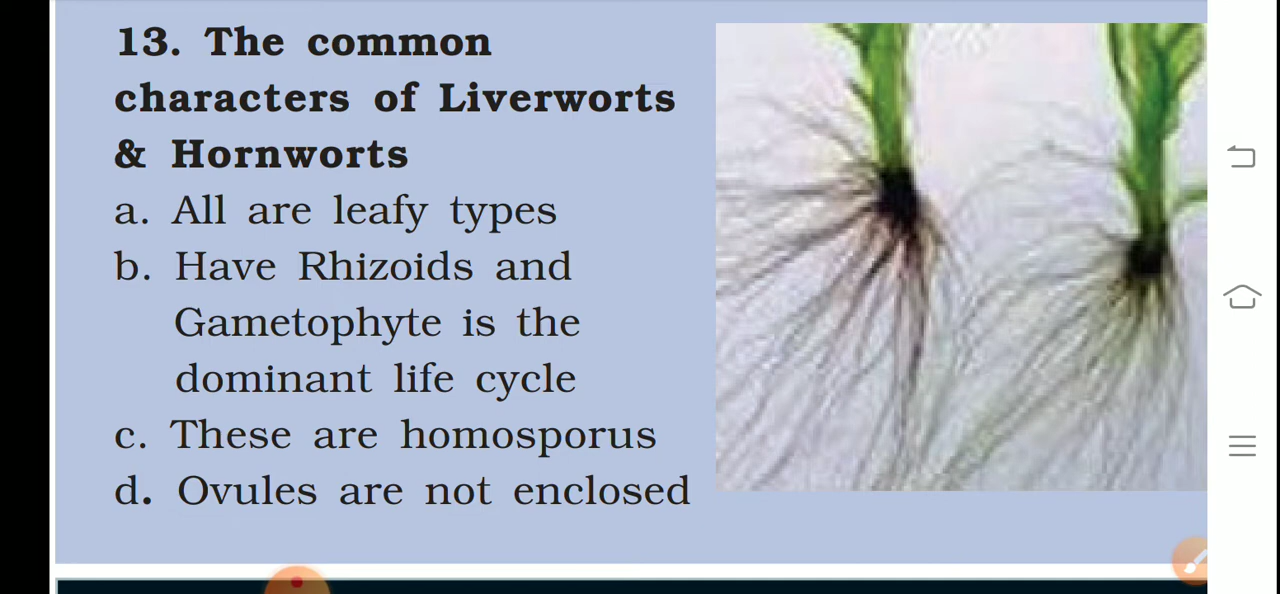 13. The common
characters of Liverworts
& Hornworts
a. All are leafy types
b. Have Rhizoids and
Gametophyte is the
dominant life cycle
c. These are homosporus
d. Ovules are not enclosed